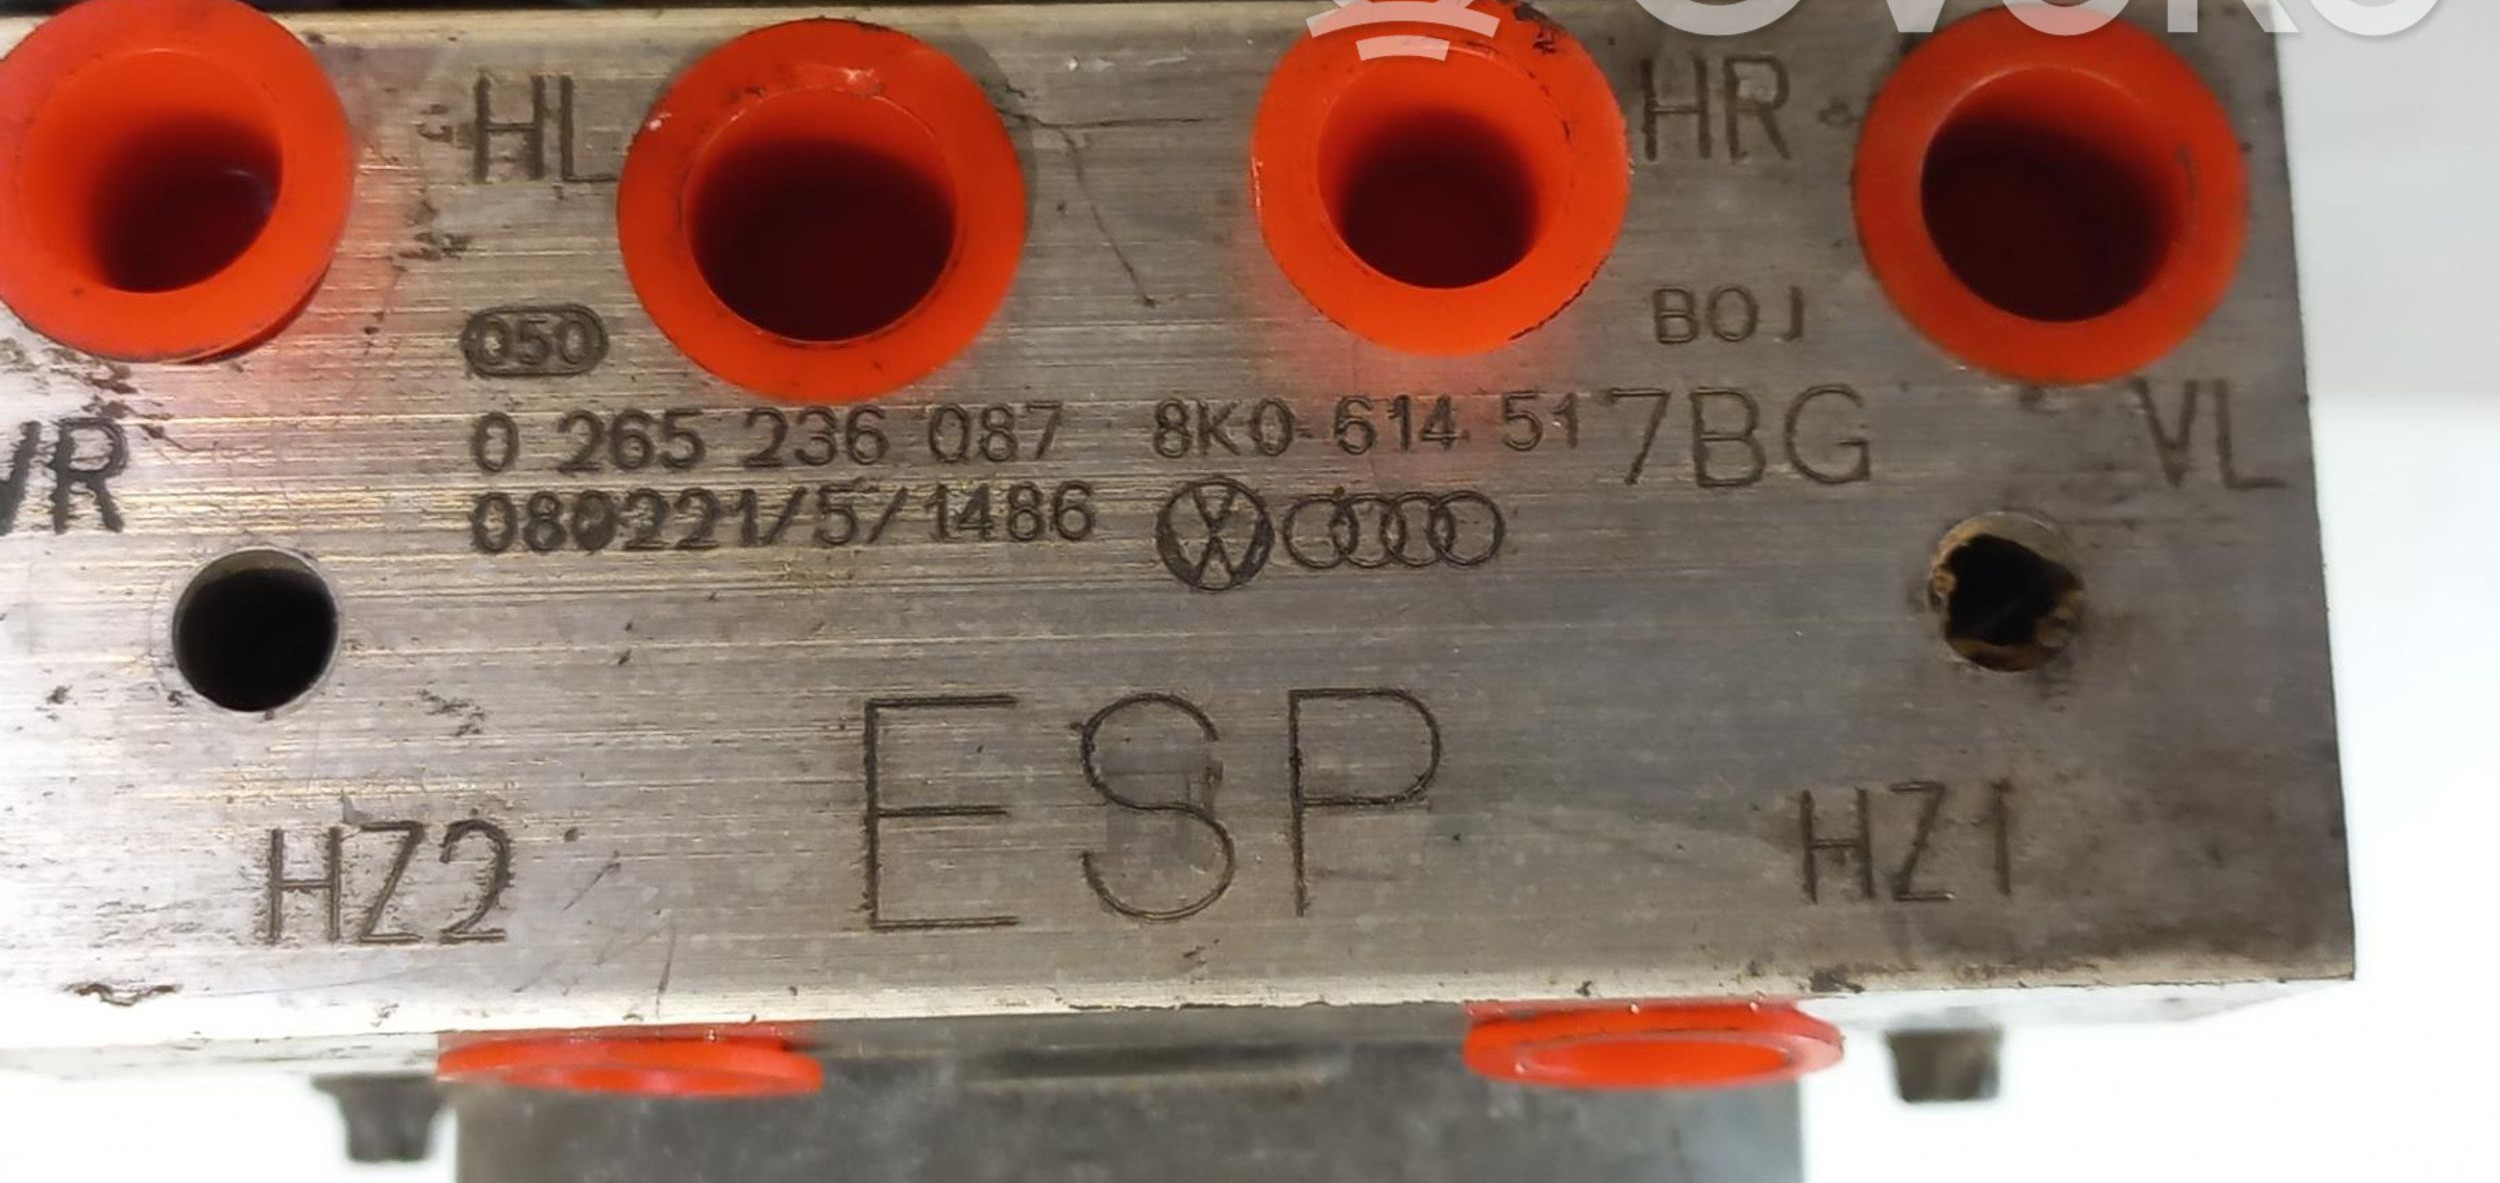 HL
HR
050
BOJ
0 265 236 087 8K0 614 517BG
VR
VL
080221/5/1486
ESP
HZ2
HZ1